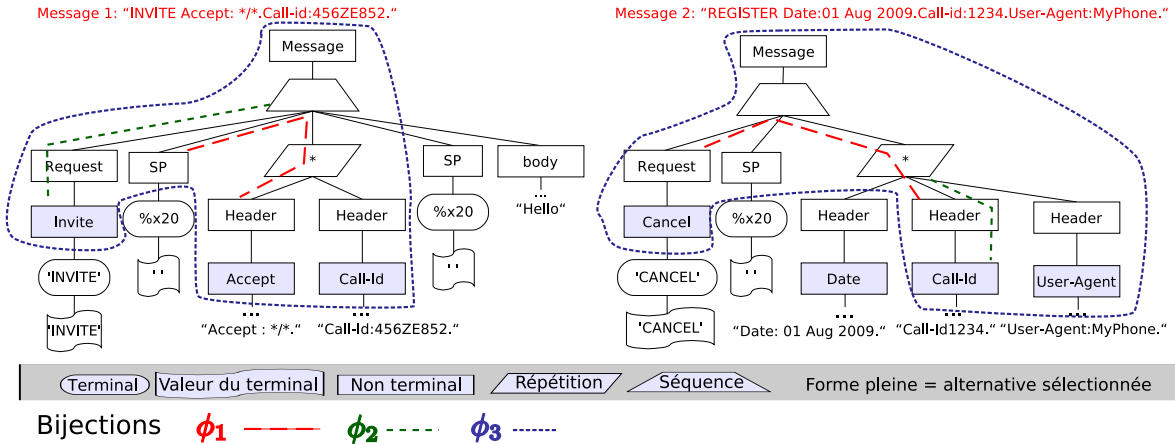 Message 1: “INVITE Accept: */*.Call-id:456ZE852.“
Message 2: “REGISTER Date:01 Aug 2009.Call-id:1234.User-Agent:MyPhone.“
Message
Message
Request
SP
*
SP
body
Request
SP
*
...
“Hello“
Invite
%x20
Header
Header
%x20
Cancel
%x20
Header
Header
Header
'INVITE'
' '
Accept
Call-Id
' '
'CANCEL'
' '
Date
Call-Id
User-Agent
...
...
...
...
...
'INVITE'
“Accept : */*.“
“Call-Id:456ZE852.“
'CANCEL'
“Date: 01 Aug 2009.“
“Call-Id1234.“
“User-Agent:MyPhone.“
Terminal
Valeur du terminal
Non terminal
Répétition
Séquence
Forme pleine = alternative sélectionnée
Bijections
ϕ1
ϕ2
ϕ3